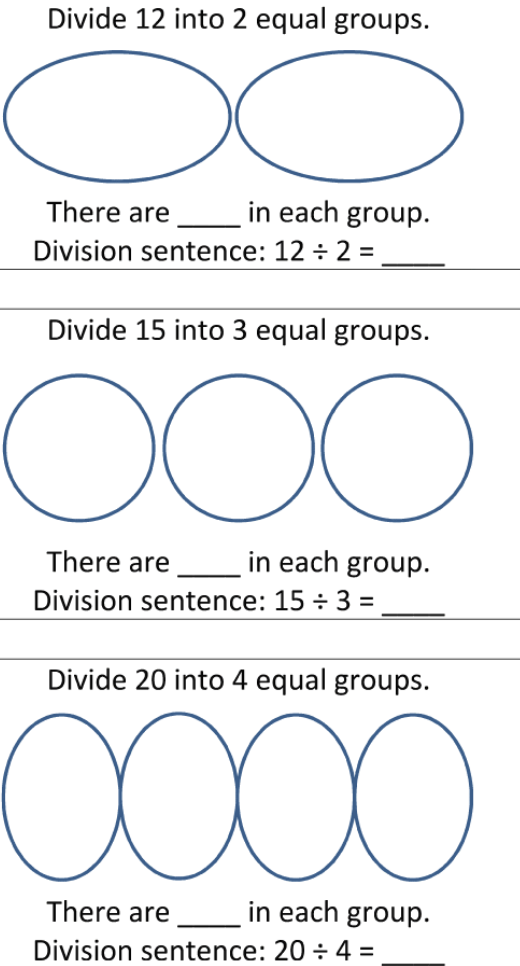 Divide 12 into 2 equal groups.
There are ____ in each group.
Division sentence: 12 ÷ 2 = ____
Divide 15 into 3 equal groups.
There are ____ in each group.
Division sentence: 15 ÷ 3 = ____
Divide 20 into 4 equal groups.
There are ____ in each group.
Division sentence: 20 ÷ 4 = ____